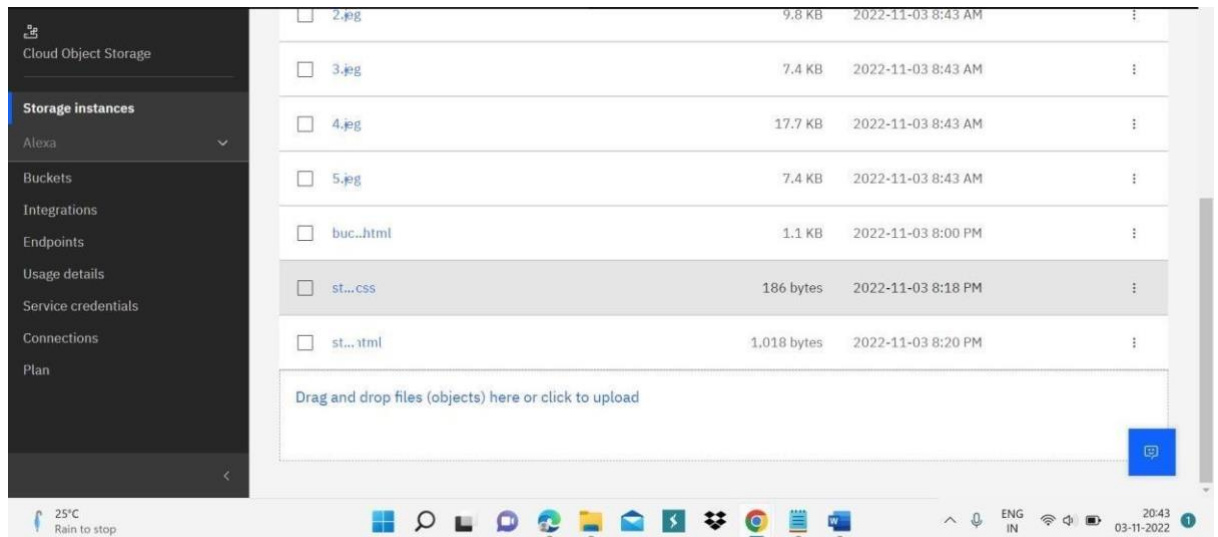 2.jeg 9.8 KB 2022-11-03 8:43 AM
Cloud Object Storage
3.jeg 7.4 KB 2022-11-03 8:43 AM
Storage instances
4.jeg 17.7 KB 2022-11-03 8:43 AM
Alexa
Buckets
5.jeg 7.4 KB 2022-11-03 8:43 AM
Integrations
buc..html 1.1 KB 2022-11-03 8:00 PM
Endpoints
Usage details
st...css 186 bytes 2022-11-03 8:18 PM
Service credentials
Connections
1,018 bytes 2022-11-03 8:20 PM
Plan
Drag and drop files (objects) here or click to upload
25°C
Rain to stop
ENG
IN
20:43
03-11-2022
1